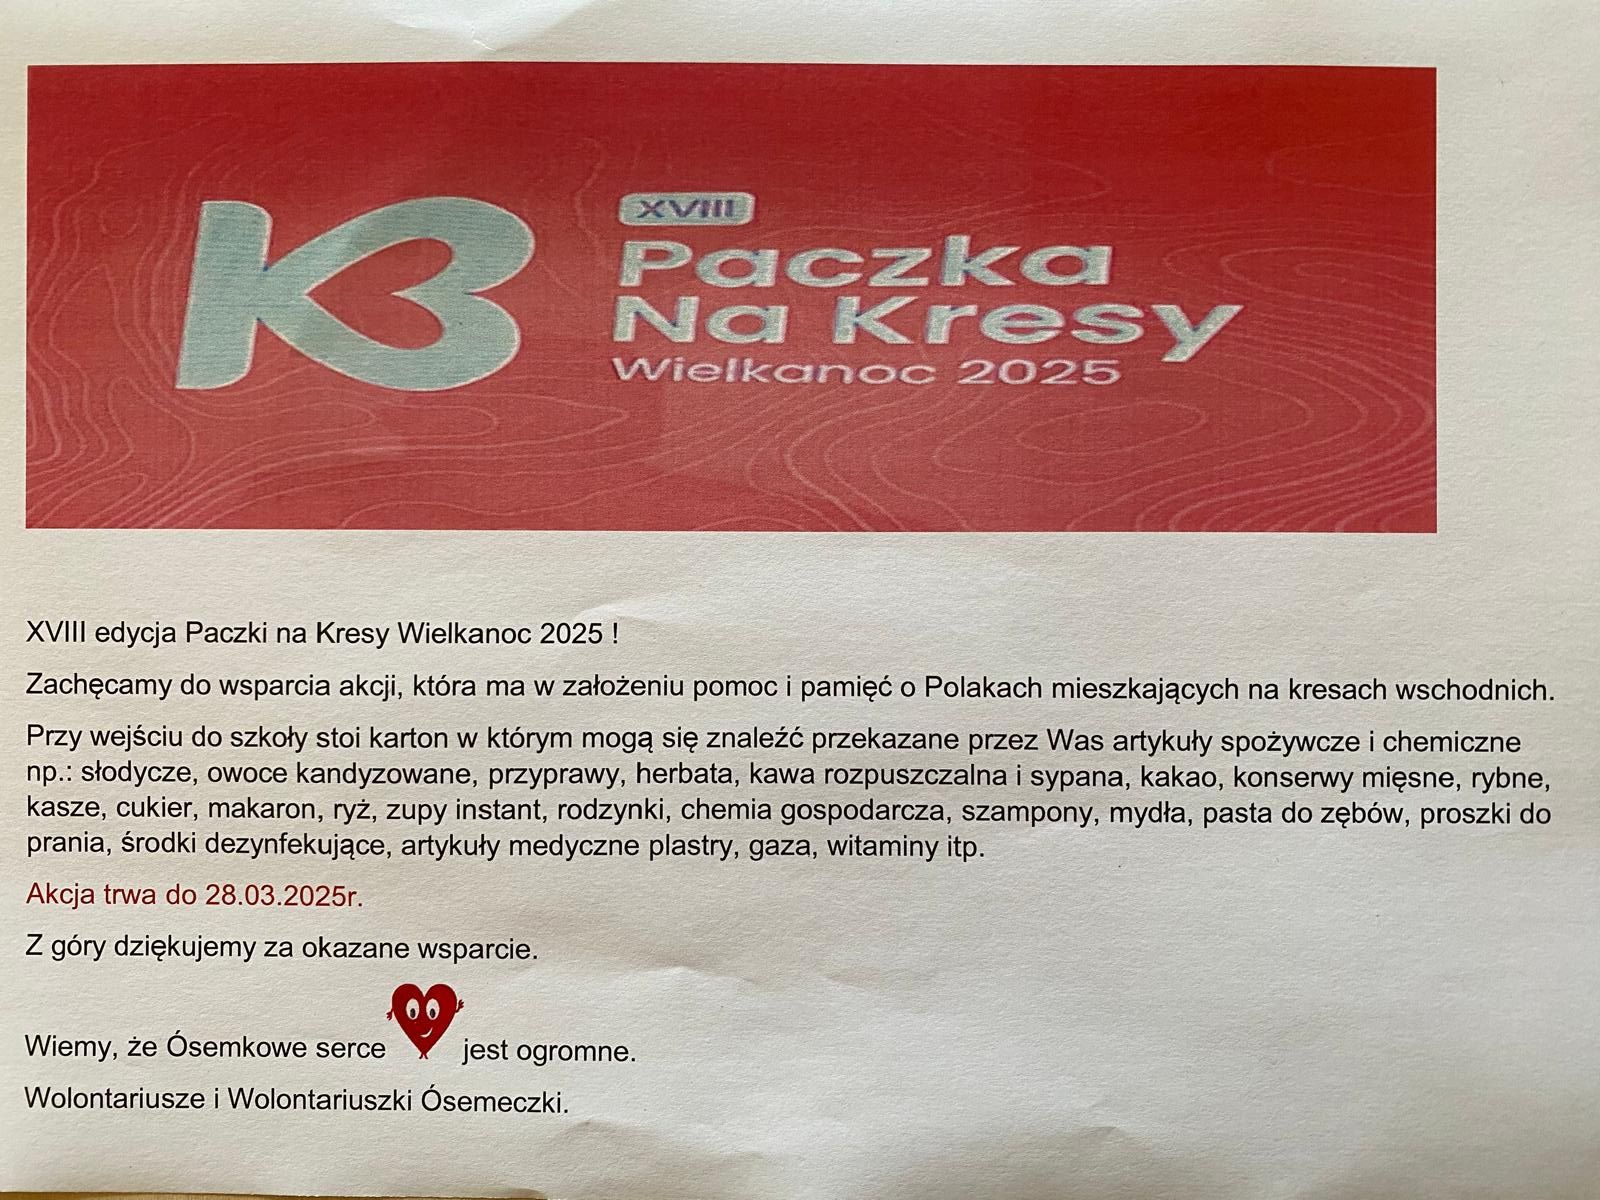 K3
XVIII
Paczka
Na Kresy
Wielkanoc 2025
XVIII edycja Paczki na Kresy Wielkanoc 2025 !
Zachęcamy do wsparcia akcji, która ma w założeniu pomoc i pamięć o Polakach mieszkających na kresach wschodnich.
Przy wejściu do szkoły stoi karton w którym mogą się znaleźć przekazane przez Was artykuły spożywcze i chemiczne
np.: słodycze, owoce kandyzowane, przyprawy, herbata, kawa rozpuszczalna i sypana, kakao, konserwy mięsne, rybne,
kasze, cukier, makaron, ryż, zupy instant, rodzynki, chemia gospodarcza, szampony, mydła, pasta do zębów, proszki do
prania, środki dezynfekujące, artykuły medyczne plastry, gaza, witaminy itp.
Akcja trwa do 28.03.2025r.
Z góry dziękujemy za okazane wsparcie.
Wiemy, że Ósemkowe serce jest ogromne.
Wolontariusze i Wolontariuszki Ósemeczki.